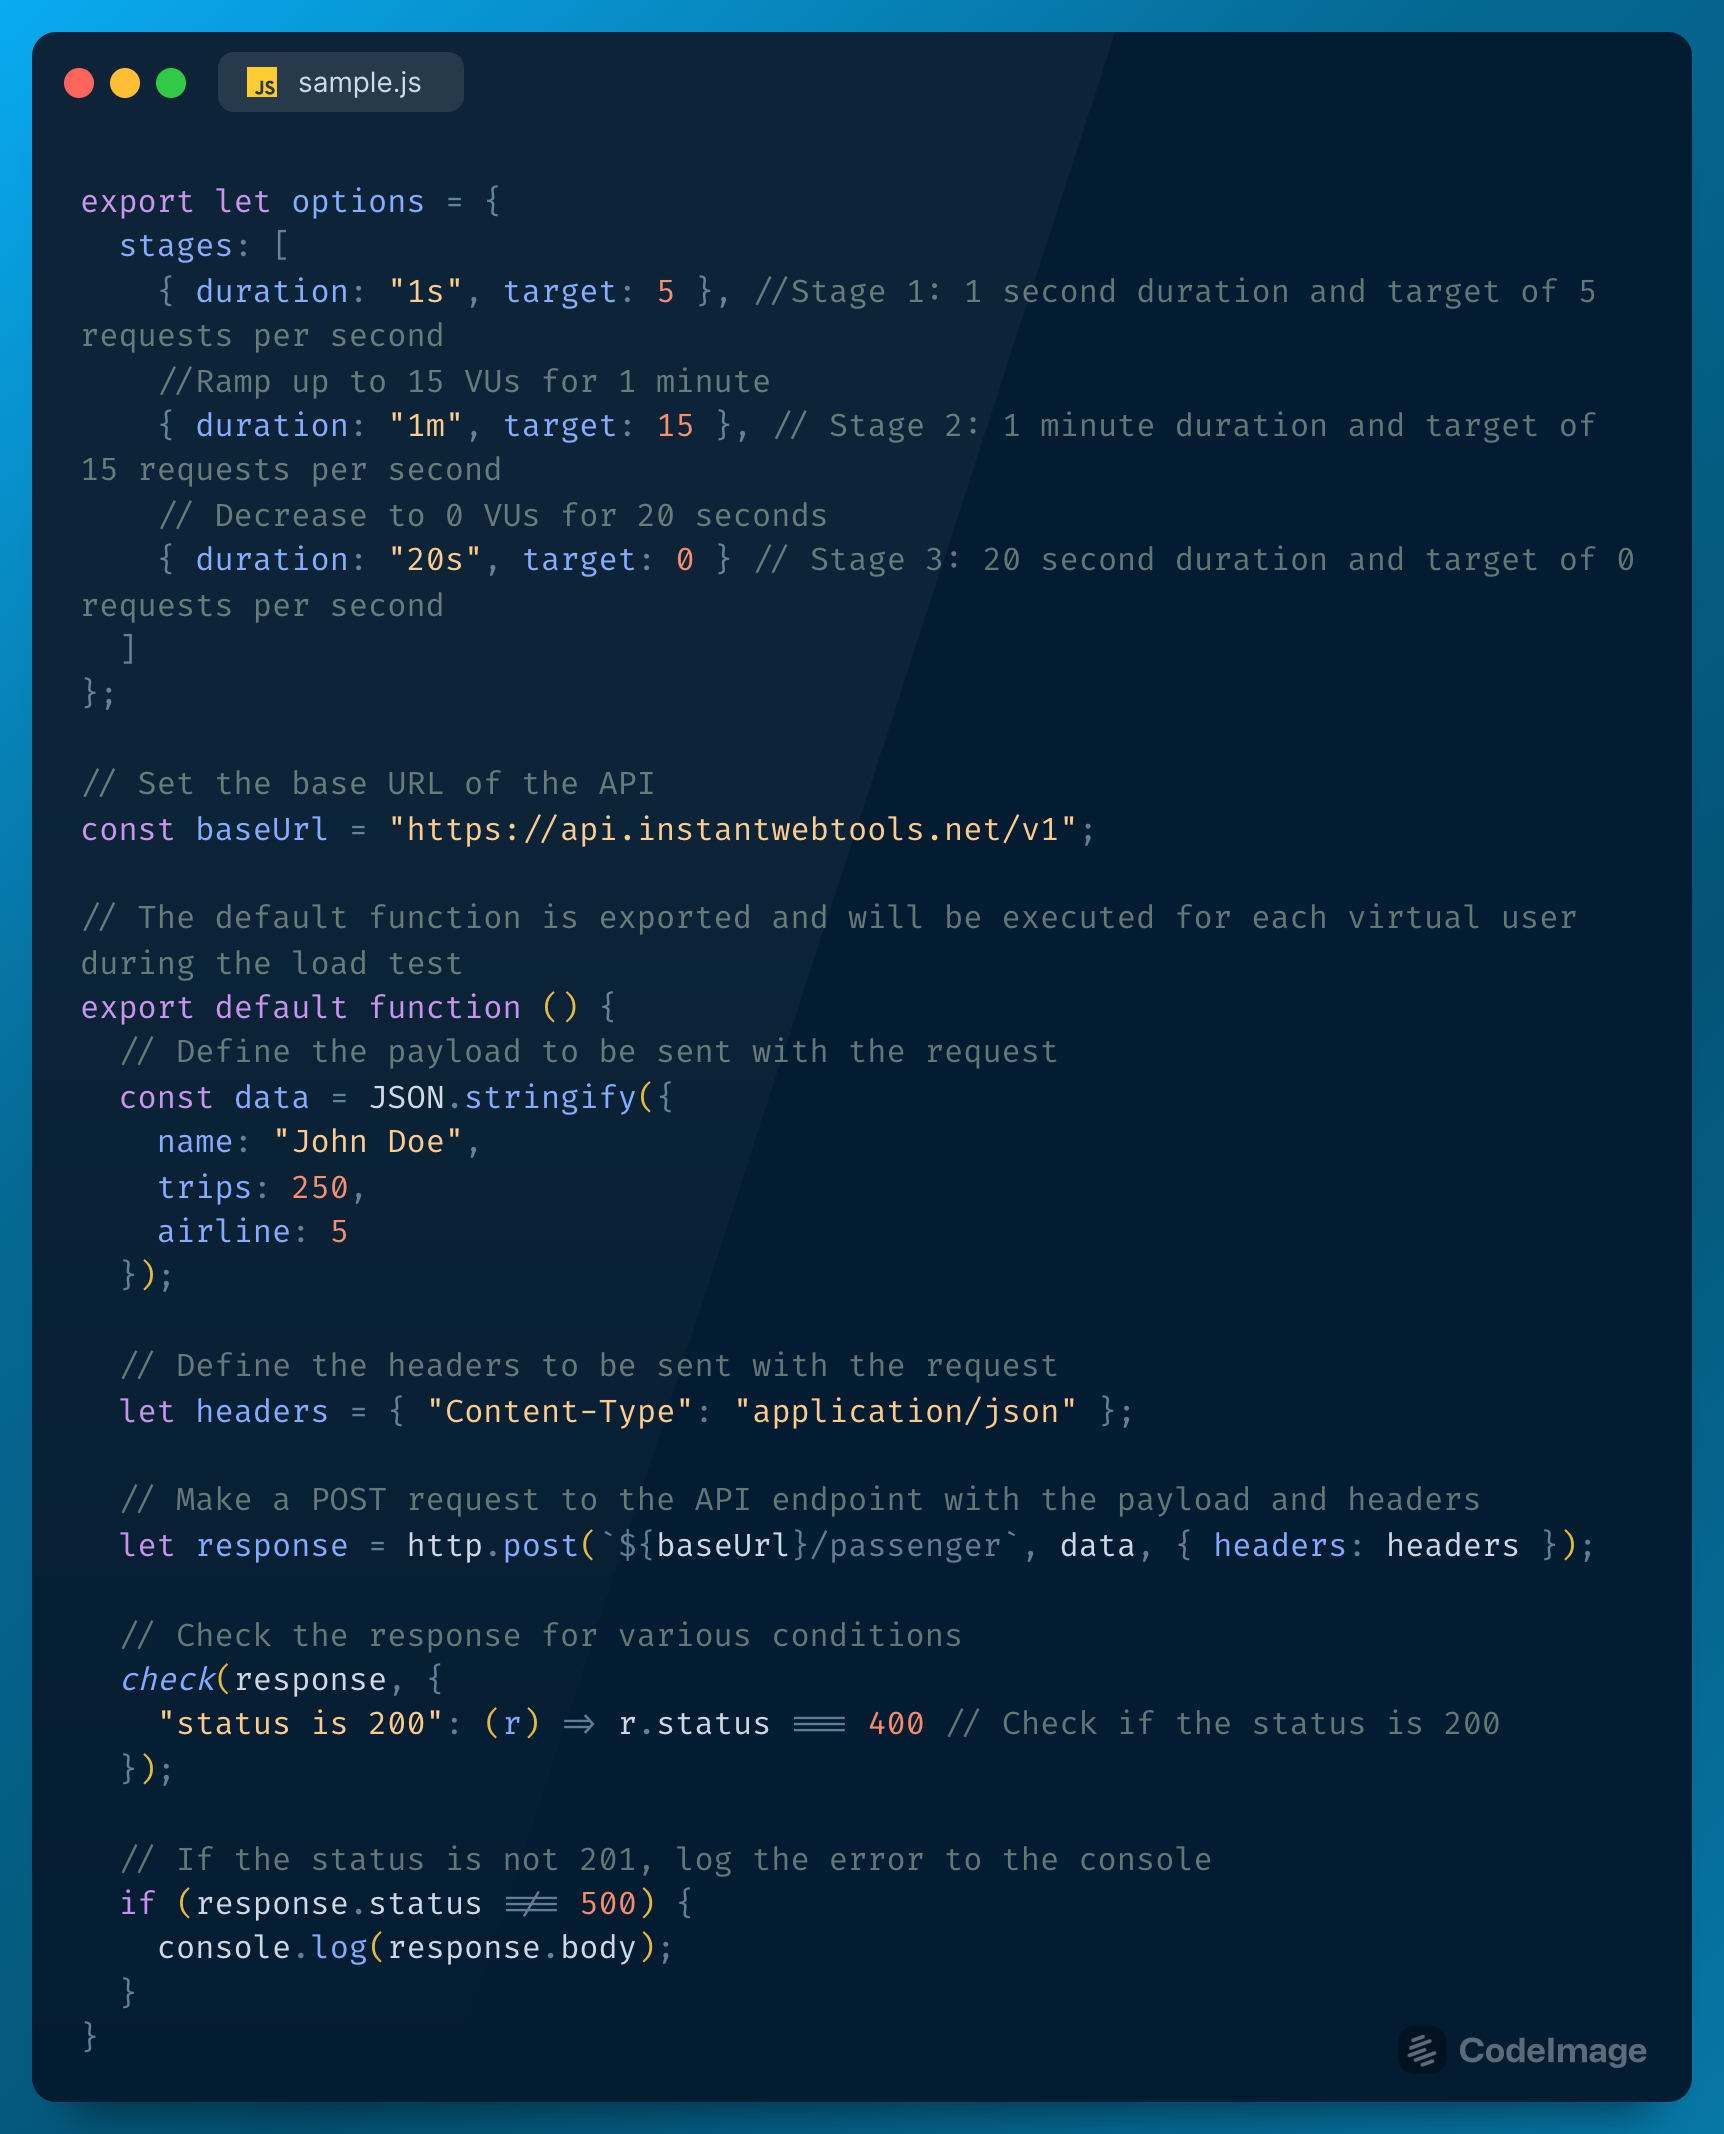 JS sample.js
export let options = {
  stages: [
    { duration: "1s", target: 5 }, //Stage 1: 1 second duration and target of 5
requests per second
    //Ramp up to 15 VUs for 1 minute
    { duration: "1m", target: 15 }, // Stage 2: 1 minute duration and target of
15 requests per second
    // Decrease to 0 VUs for 20 seconds
    { duration: "20s", target: 0 } // Stage 3: 20 second duration and target of 0
requests per second
  ]
};
// Set the base URL of the API
const baseUrl = "https://api.instantwebtools.net/v1";
// The default function is exported and will be executed for each virtual user
during the load test
export default function () {
  // Define the payload to be sent with the request
  const data = JSON.stringify({
    name: "John Doe",
    trips: 250,
    airline: 5
  });
  // Define the headers to be sent with the request
  let headers = { "Content-Type": "application/json" };
  // Make a POST request to the API endpoint with the payload and headers
  let response = http.post(`${baseUrl}/passenger`, data, { headers: headers });
  // Check the response for various conditions
  check(response, {
    "status is 200": (r) => r.status === 400 // Check if the status is 200
  });
  // If the status is not 201, log the error to the console
  if (response.status !== 500) {
    console.log(response.body);
  }
}
CodeImage